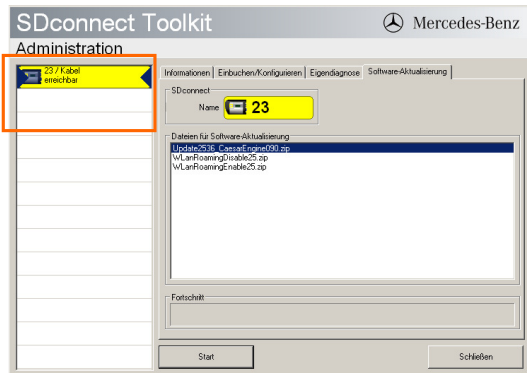 SDconnect Toolkit
Mercedes-Benz
Administration
23 / Kabel
erreichbar
Informationen
Einbuchen/Konfigurieren
Eigendiagnose
Software-Aktualisierung
SDconnect
Name
23
Dateien für Software-Aktualisierung
Update2536_CaesarEngine090.zip
WLanRoamingDisable25.zip
WLanRoamingEnable25.zip
Fortschritt
Start
Schließen